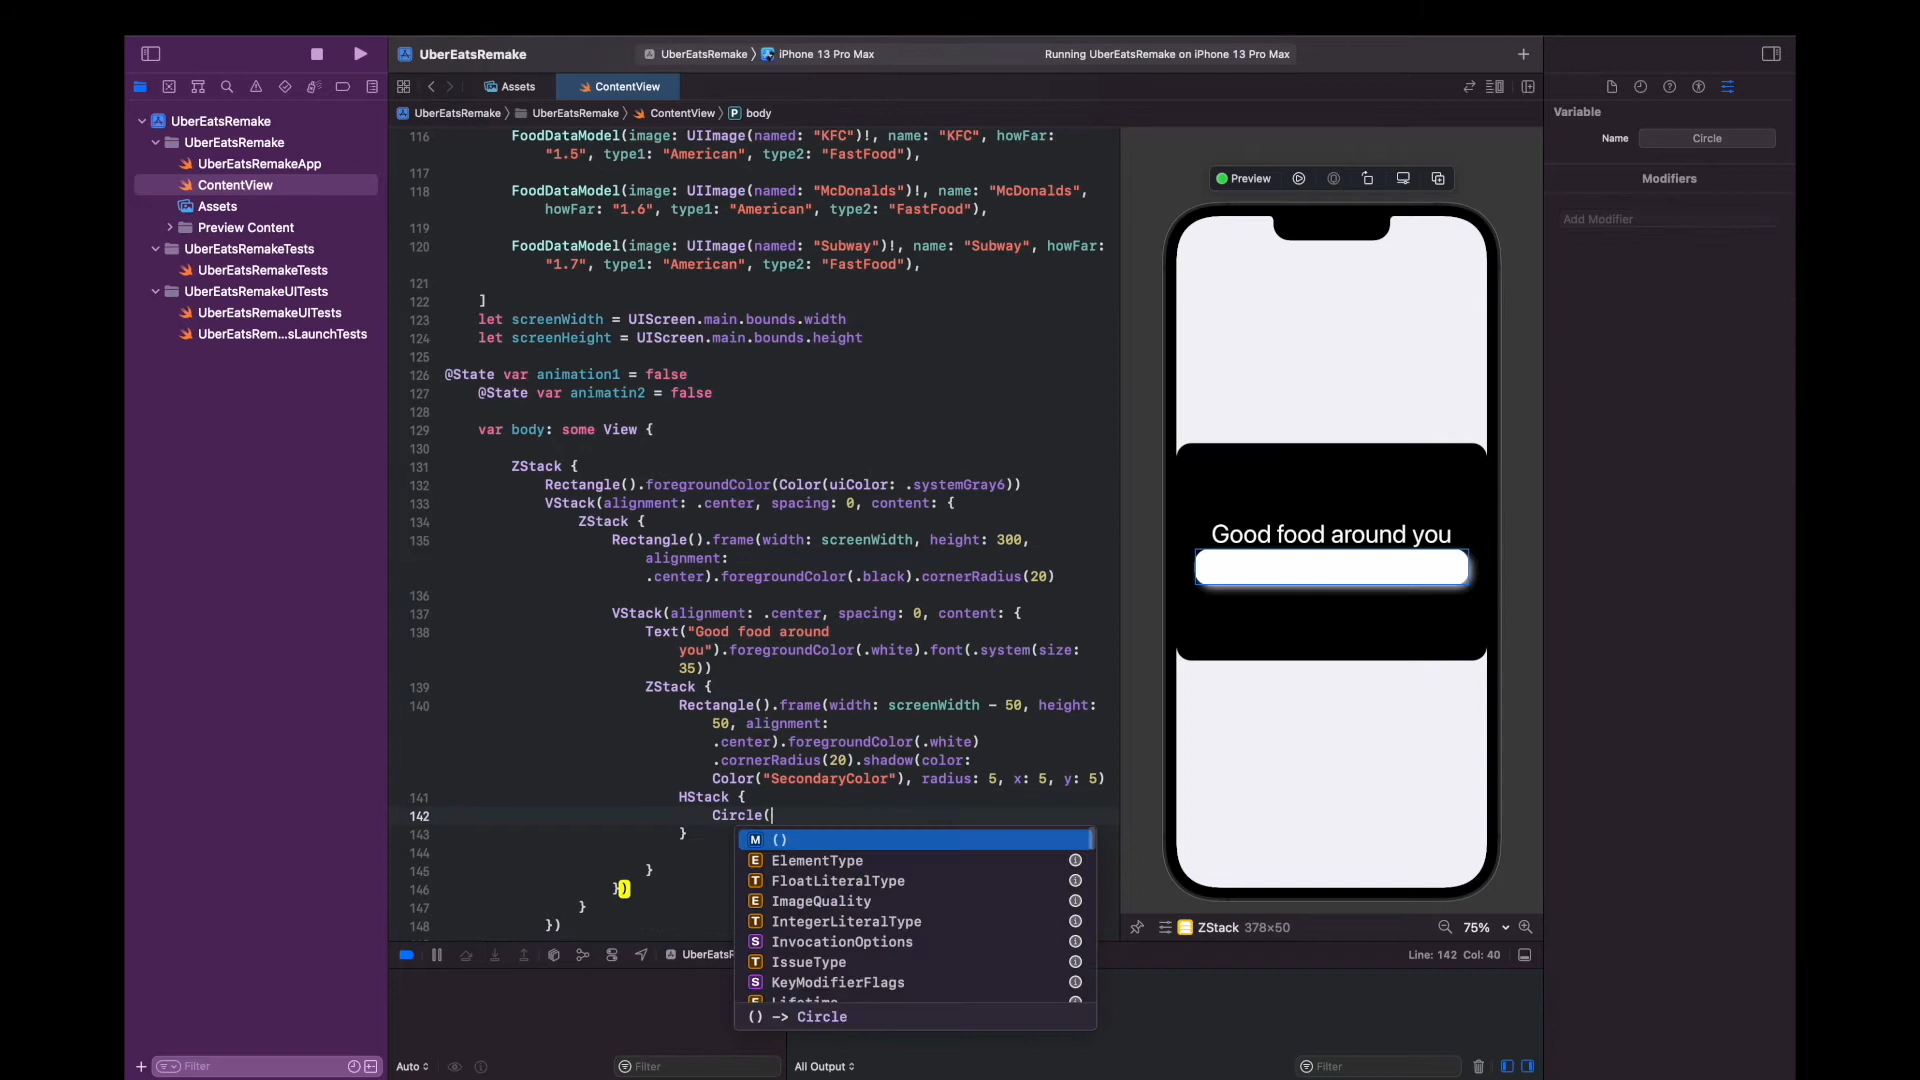 UberEatsRemake
UberEatsRemake
iPhone 13 Pro Max
Running UberEatsRemake on iPhone 13 Pro Max
Assets
ContentView
UberEatsRemake
UberEatsRemake
ContentView
body
UberEatsRemake
UberEatsRemake
UberEatsRemakeApp
ContentView
Assets
Preview Content
UberEatsRemakeTests
UberEatsRemakeTests
UberEatsRemakeUITests
UberEatsRemakeUITests
UberEatsRem...sLaunchTests
Filter
116 FoodDataModel(image: UIImage(named: "KFC")!, name: "KFC", howFar:
"1.5", type1: "American", type2: "FastFood"),
117
118 FoodDataModel(image: UIImage(named: "McDonalds")!, name: "McDonalds",
howFar: "1.6", type1: "American", type2: "FastFood"),
119
120 FoodDataModel(image: UIImage(named: "Subway")!, name: "Subway", howFar:
"1.7", type1: "American", type2: "FastFood"),
121
122 ]
123 let screenWidth = UIScreen.main.bounds.width
124 let screenHeight = UIScreen.main.bounds.height
125
126 @State var animation1 = false
127 @State var animatin2 = false
128
129 var body: some View {
130
131 ZStack {
132 Rectangle().foregroundColor(Color(uiColor: .systemGray6))
133 VStack(alignment: .center, spacing: 0, content: {
134 ZStack {
135 Rectangle().frame(width: screenWidth, height: 300,
alignment:
.center).foregroundColor(.black).cornerRadius(20)
136
137 VStack(alignment: .center, spacing: 0, content: {
138 Text("Good food around
you").foregroundColor(.white).font(.system(size:
35))
139 ZStack {
140 Rectangle().frame(width: screenWidth - 50, height:
50, alignment:
.center).foregroundColor(.white)
.cornerRadius(20).shadow(color:
Color("SecondaryColor"), radius: 5, x: 5, y: 5)
141 HStack {
142 Circle(
143 }
144
145 }
146 })
147 }
148 })
M ()
E ElementType
T FloatLiteralType
E ImageQuality
T IntegerLiteralType
S InvocationOptions
T IssueType
S KeyModifierFlags
() -> Circle
Preview
Good food around you
ZStack 378×50
75%
Line: 142 Col: 40
Auto
Filter
All Output
Filter
Variable
Name
Circle
Modifiers
Add Modifier